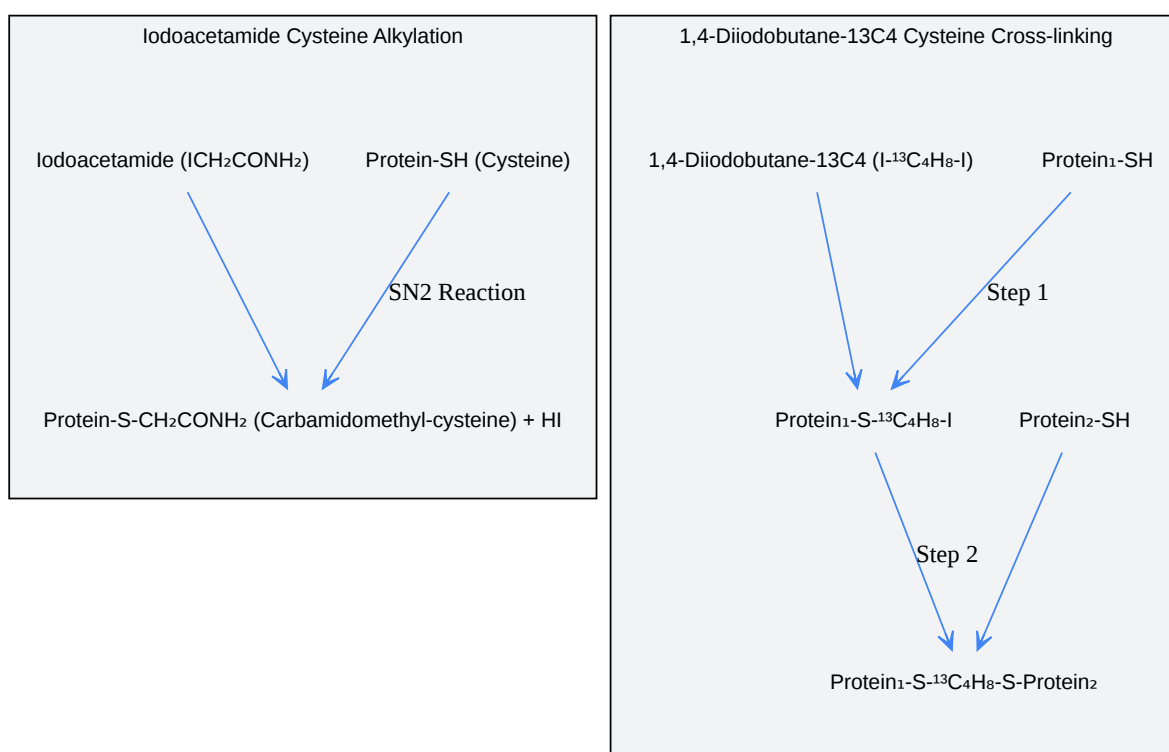 Iodoacetamide Cysteine Alkylation
Iodoacetamide (ICH₂CONH₂)
Protein-SH (Cysteine)
SN2 Reaction
Protein-S-CH₂CONH₂ (Carbamidomethyl-cysteine) + HI
1,4-Diiodobutane-13C4 Cysteine Cross-linking
1,4-Diiodobutane-13C4 (I-¹³C₄H₈-I)
Protein₁-SH
Step 1
Protein₁-S-¹³C₄H₈-I
Protein₂-SH
Step 2
Protein₁-S-¹³C₄H₈-S-Protein₂